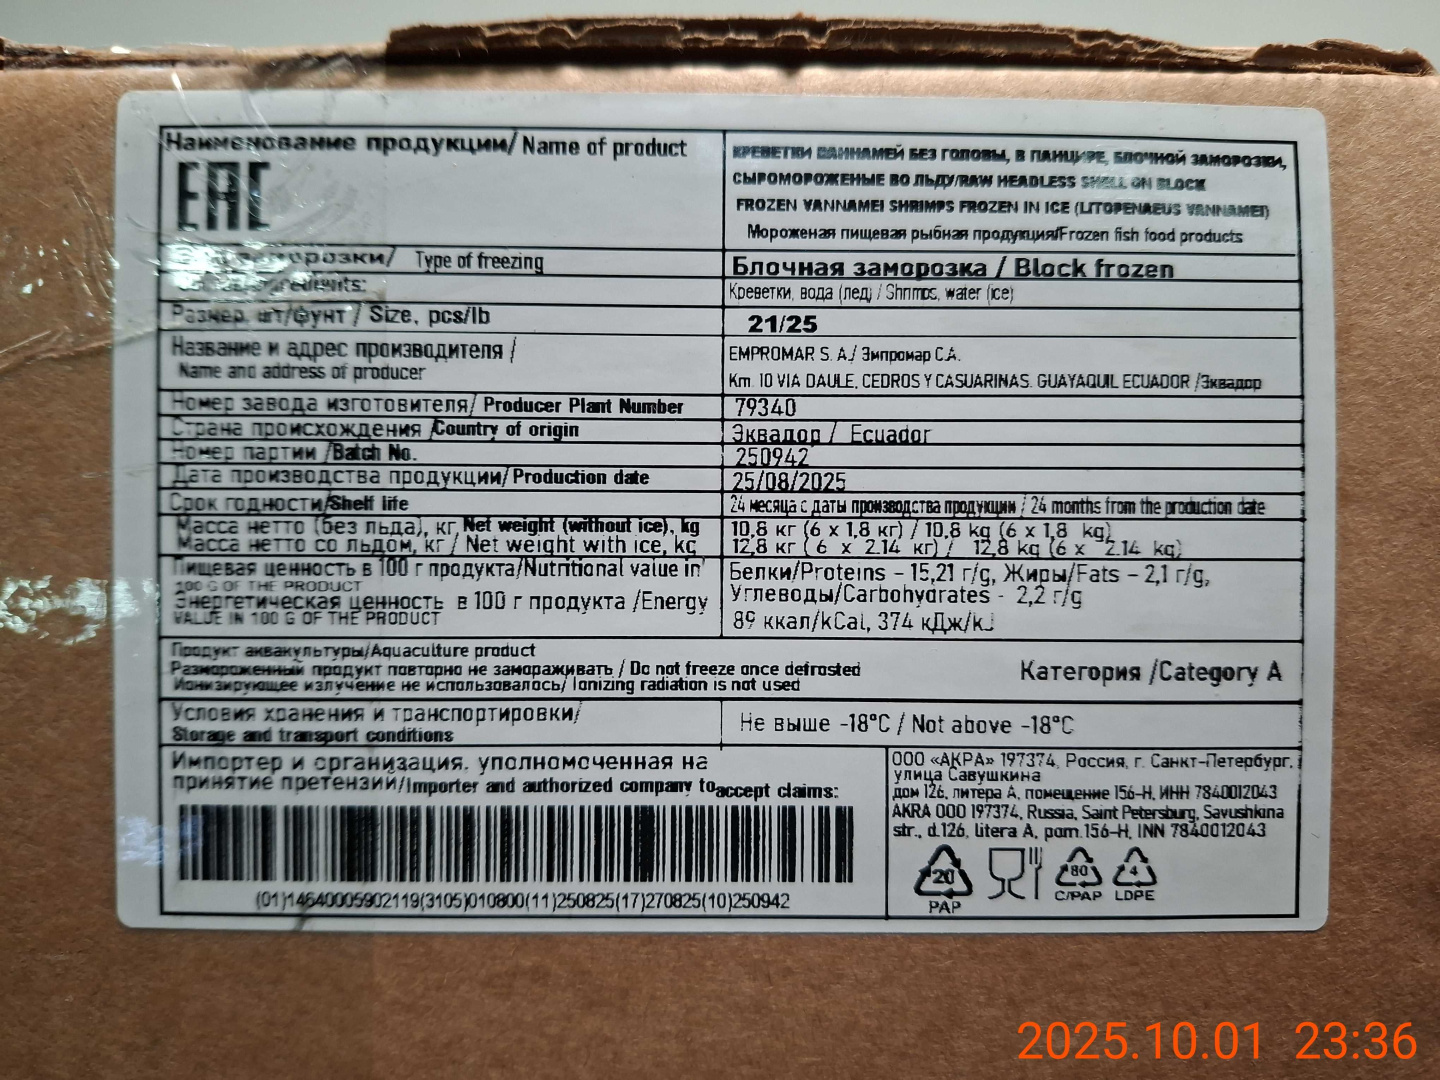 Наименование продукции/ Name of product
EAC
КРЕВЕТКИ ВАННАМЕЙ БЕЗ ГОЛОВЫ, В ПАНЦИРЕ, БЛОЧНОЙ ЗАМОРОЗКИ,
СЫРОМОРОЖЕНЫЕ ВО ЛЬДУ/RAW HEADLESS SHELL ON BLOCK
FROZEN VANNAMEI SHRIMPS FROZEN IN ICE (LITOPENAEUS VANNAMEI)
Мороженая пищевая рыбная продукция/Frozen fish food products
заморозки/ Type of freezing
Блочная заморозка / Block frozen
Ingredients:
Креветки, вода (лед) / Shrimps, water (ice)
Размер, шт/фунт / Size, pcs/lb
21/25
Название и адрес производителя /
Name and address of producer
EMPROMAR S. A./ Эмпромар С.А.
Km. 10 VIA DAULE, CEDROS Y CASUARINAS. GUAYAQUIL ECUADOR /Эквадор
Номер завода изготовителя/ Producer Plant Number
79340
Страна происхождения /Country of origin
Эквадор / Ecuador
Номер партии /Batch No.
250942
Дата производства продукции/ Production date
25/08/2025
Срок годности/Shelf life
24 месяца с даты производства продукции / 24 months from the production date
Масса нетто (без льда), кг Net weight (without ice), kg
10,8 кг (6 x 1,8 кг) / 10,8 kg (6 x 1,8 kg)
Масса нетто со льдом, кг / Net weight with ice, kg
12,8 кг ( 6 x 2.14 кг) / 12,8 kg (6 x 2.14 kg)
Пищевая ценность в 100 г продукта/Nutritional value in
100 G OF THE PRODUCT
Энергетическая ценность в 100 г продукта /Energy
VALUE IN 100 G OF THE PRODUCT
Белки/Proteins - 15,21 г/g, Жиры/Fats - 2,1 г/g,
Углеводы/Carbohydrates - 2,2 г/g
89 ккал/kCal, 374 кДж/kJ
Продукт аквакультуры/Aquaculture product
Размороженный продукт повторно не замораживать / Do not freeze once defrosted
Ионизирующее излучение не использовалось/ Ionizing radiation is not used
Категория /Category A
Условия хранения и транспортировки/
Storage and transport conditions
Не выше -18°C / Not above -18°C
Импортер и организация, уполномоченная на
принятие претензий/Importer and authorized company to accept claims:
(01)14640005902119(3105)010800(11)250825(17)270825(10)250942
ООО «АКРА» 197374, Россия, г. Санкт-Петербург,
улица Савушкина
дом 126, литера А, помещение 156-Н, ИНН 7840012043
AKRA OOO 197374, Russia, Saint Petersburg, Savushkina
str., d.126, litera A, pom.156-H, INN 7840012043
20
PAP
80
C/PAP
4
LDPE
2025.10.01 23:36